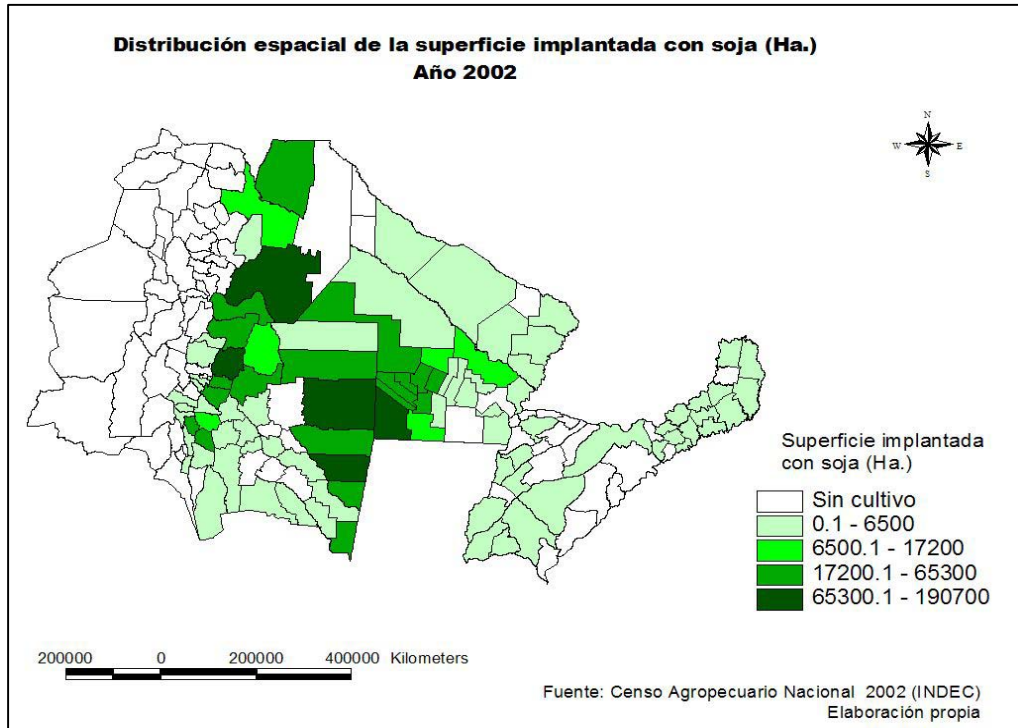 Distribución espacial de la superficie implantada con soja (Ha.)
Año 2002
N
W E
S
Superficie implantada
con soja (Ha.)
Sin cultivo
0.1 - 6500
6500.1 - 17200
17200.1 - 65300
65300.1 - 190700
200000 0 200000 400000 Kilometers
Fuente: Censo Agropecuario Nacional 2002 (INDEC)
Elaboración propia